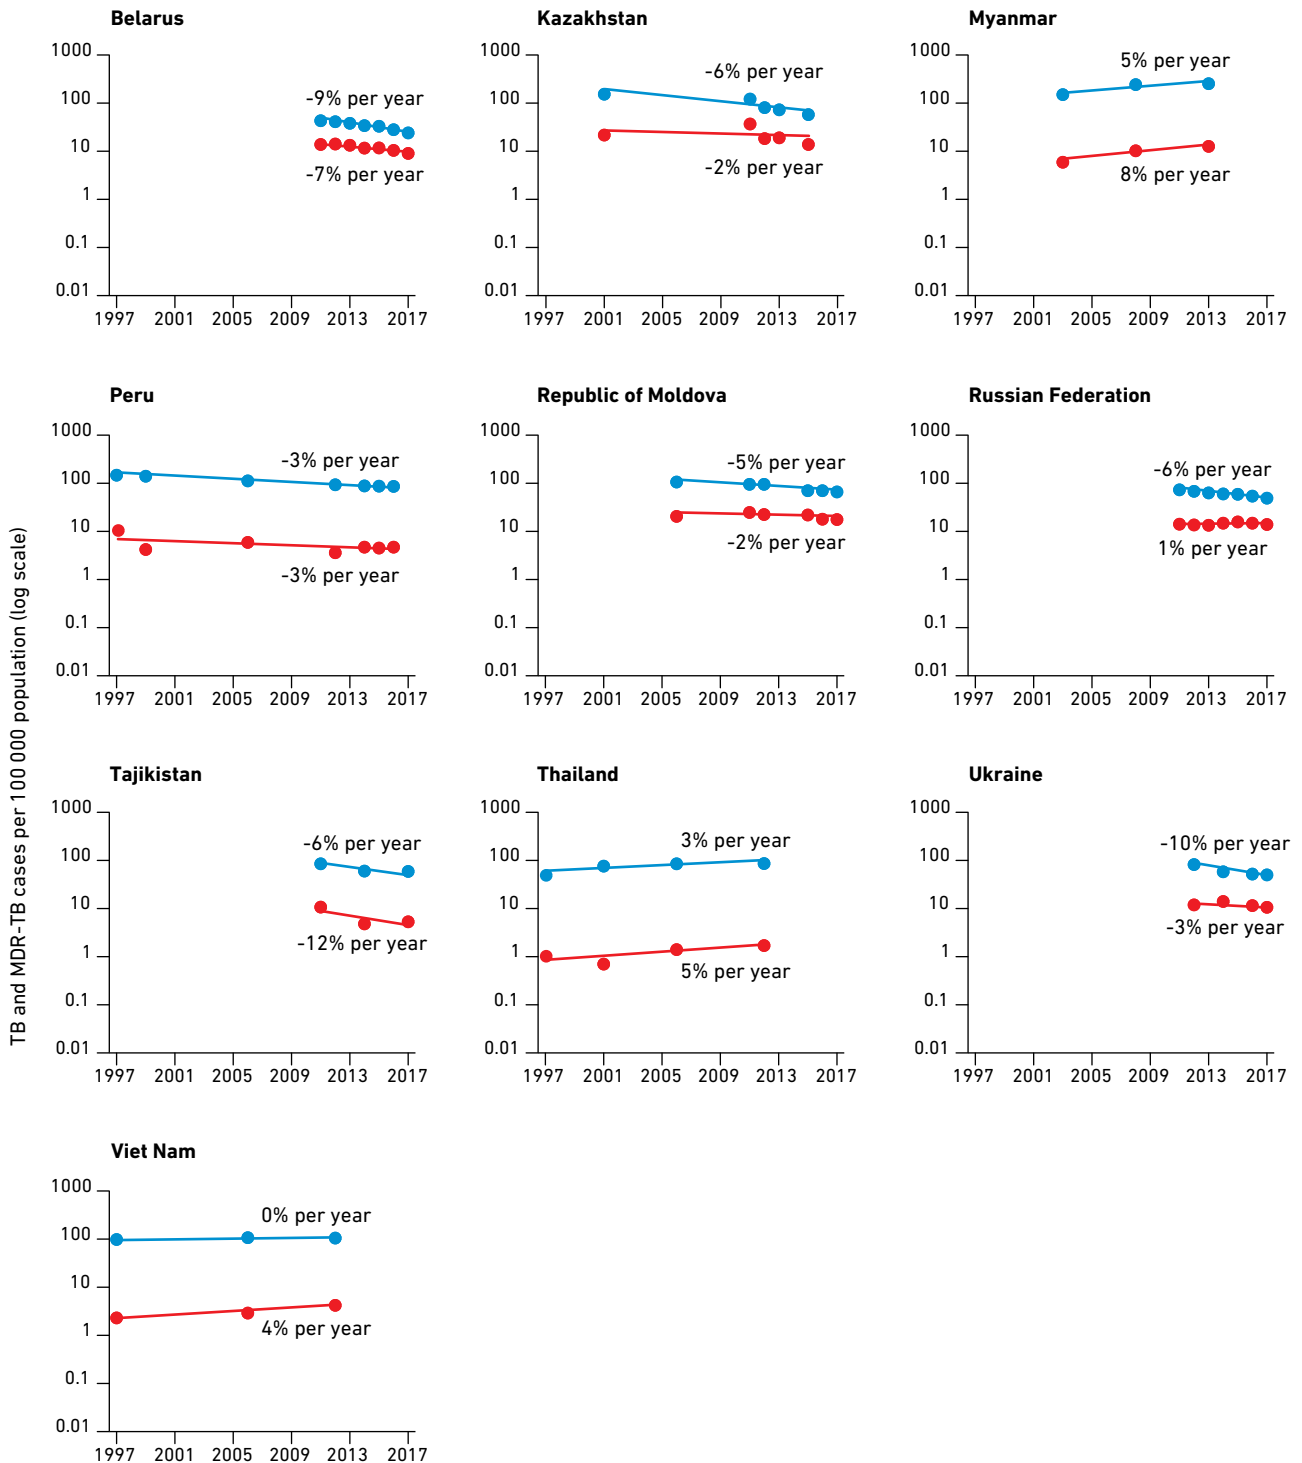 TB and MDR-TB cases per 100 000 population (log scale)
Belarus
1000
100
10
1
0.1
0.01
-9% per year
-7% per year
1997 2001 2005 2009 2013 2017
Kazakhstan
1000
100
10
1
0.1
0.01
-6% per year
-2% per year
1997 2001 2005 2009 2013 2017
Myanmar
1000
100
10
1
0.1
0.01
5% per year
8% per year
1997 2001 2005 2009 2013 2017
Peru
1000
100
10
1
0.1
0.01
-3% per year
-3% per year
1997 2001 2005 2009 2013 2017
Republic of Moldova
1000
100
10
1
0.1
0.01
-5% per year
-2% per year
1997 2001 2005 2009 2013 2017
Russian Federation
1000
100
10
1
0.1
0.01
-6% per year
1% per year
1997 2001 2005 2009 2013 2017
Tajikistan
1000
100
10
1
0.1
0.01
-6% per year
-12% per year
1997 2001 2005 2009 2013 2017
Thailand
1000
100
10
1
0.1
0.01
3% per year
5% per year
1997 2001 2005 2009 2013 2017
Ukraine
1000
100
10
1
0.1
0.01
-10% per year
-3% per year
1997 2001 2005 2009 2013 2017
Viet Nam
1000
100
10
1
0.1
0.01
0% per year
4% per year
1997 2001 2005 2009 2013 2017